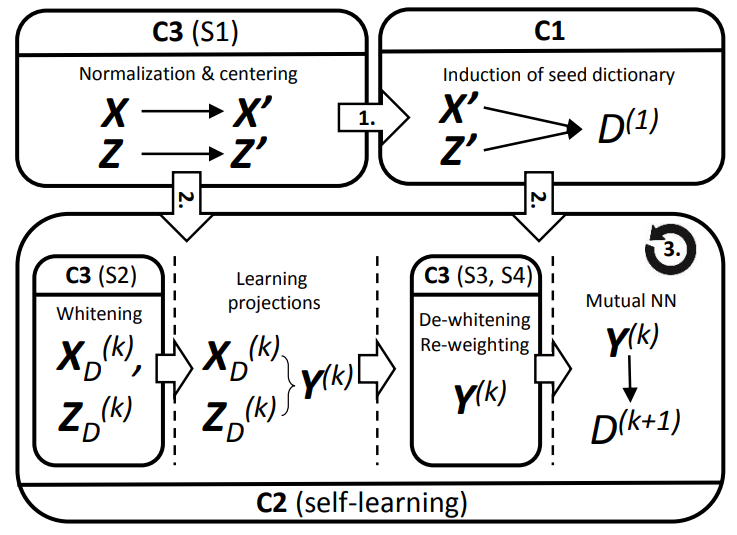 C3 (S1)
Normalization & centering
X X’
Z Z’
1.
C1
Induction of seed dictionary
X’
Z’
D(1)
2.
2.
3.
C3 (S2)
Whitening
XD(k),
ZD(k)
Learning
projections
XD(k)
ZD(k)
Y(k)
C3 (S3, S4)
De-whitening
Re-weighting
Y(k)
Mutual NN
Y(k)
D(k+1)
C2 (self-learning)